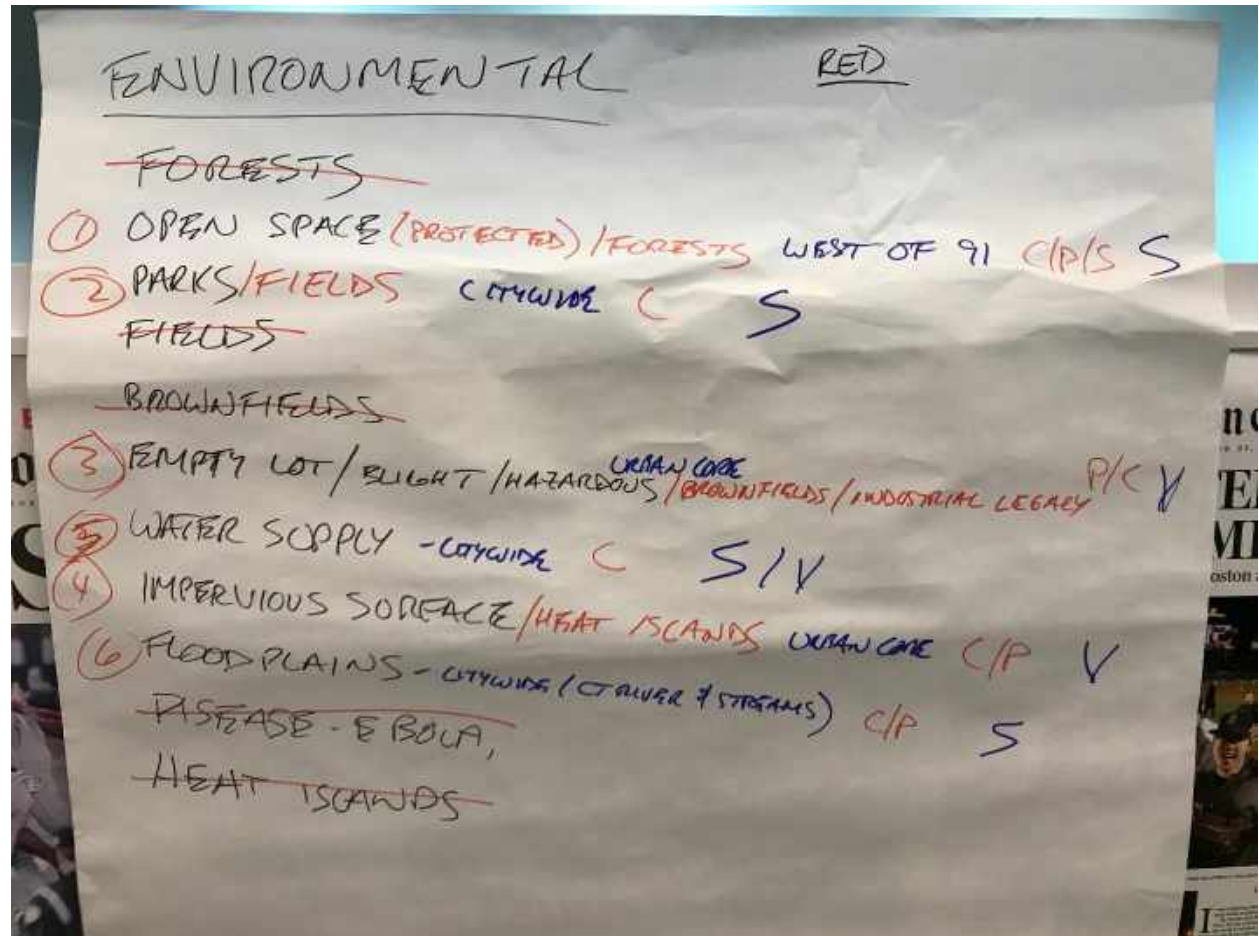 ENVIRONMENTAL RED
FORESTS
① OPEN SPACE (PROTECTED) / FORESTS WEST OF 91 C/P/S S
② PARKS/FIELDS CITYWIDE C S
FIELDS
BROWNFIELDS
③ EMPTY LOT / BLIGHT / HAZARDOUS / BROWNFIELDS / INDUSTRIAL LEGACY URBAN CORE P/C V
⑤ WATER SUPPLY - CITYWIDE C S/V
④ IMPERVIOUS SURFACE / HEAT ISLANDS URBAN CORE C/P V
⑥ FLOODPLAINS - CITYWIDE (CT RIVER & STREAMS) C/P S
DISEASE - EBOLA,
HEAT ISLANDS